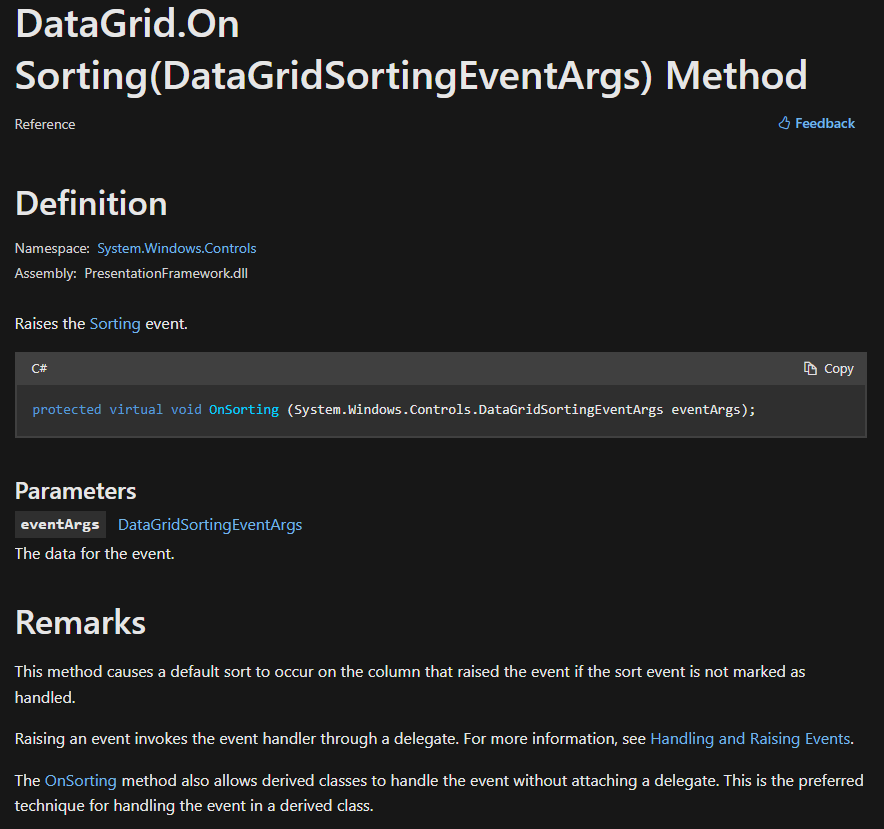 DataGrid.On
Sorting(DataGridSortingEventArgs) Method
Reference
Feedback
Definition
Namespace: System.Windows.Controls
Assembly: PresentationFramework.dll
Raises the Sorting event.
C#
Copy
protected virtual void OnSorting (System.Windows.Controls.DataGridSortingEventArgs eventArgs);
Parameters
eventArgs DataGridSortingEventArgs
The data for the event.
Remarks
This method causes a default sort to occur on the column that raised the event if the sort event is not marked as
handled.
Raising an event invokes the event handler through a delegate. For more information, see Handling and Raising Events.
The OnSorting method also allows derived classes to handle the event without attaching a delegate. This is the preferred
technique for handling the event in a derived class.